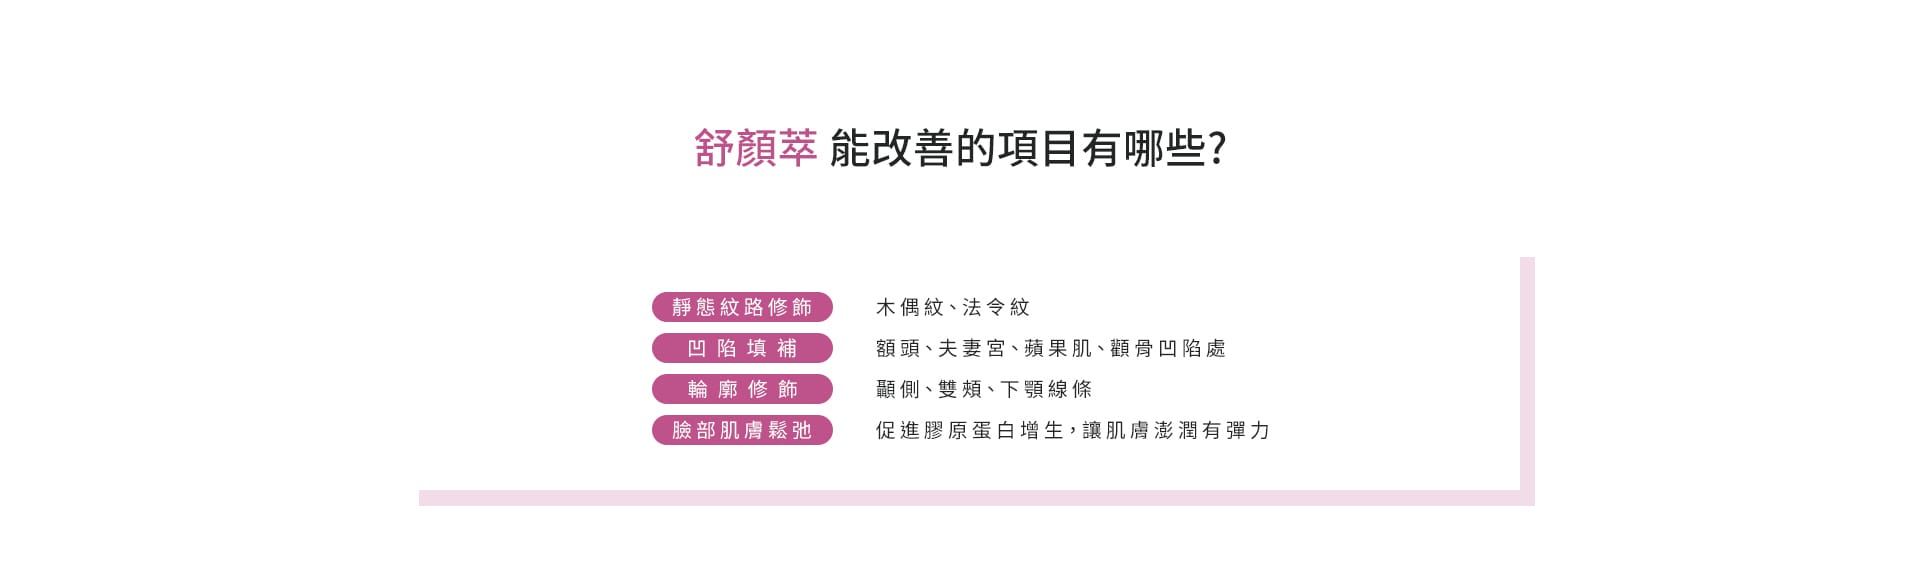 舒顏萃 能改善的項目有哪些?
靜態紋路修飾 木偶紋、法令紋
凹陷填補 額頭、夫妻宮、蘋果肌、顴骨凹陷處
輪廓修飾 顳側、雙頰、下顎線條
臉部肌膚鬆弛 促進膠原蛋白增生，讓肌膚澎潤有彈力